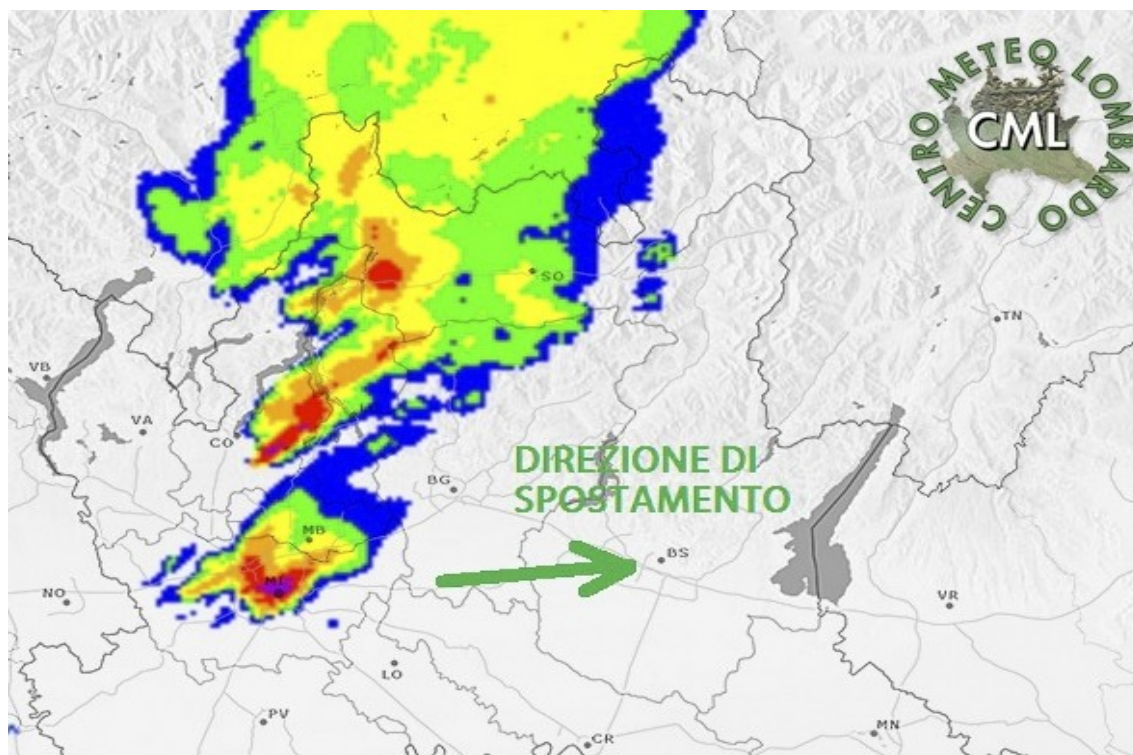 CENTRO METEO LOMBARDO
CML
SO
TN
VB
VA
CO
DIREZIONE DI
SPOSTAMENTO
BG
MB
BS
MI
NO
VR
LO
PV
CR
MN